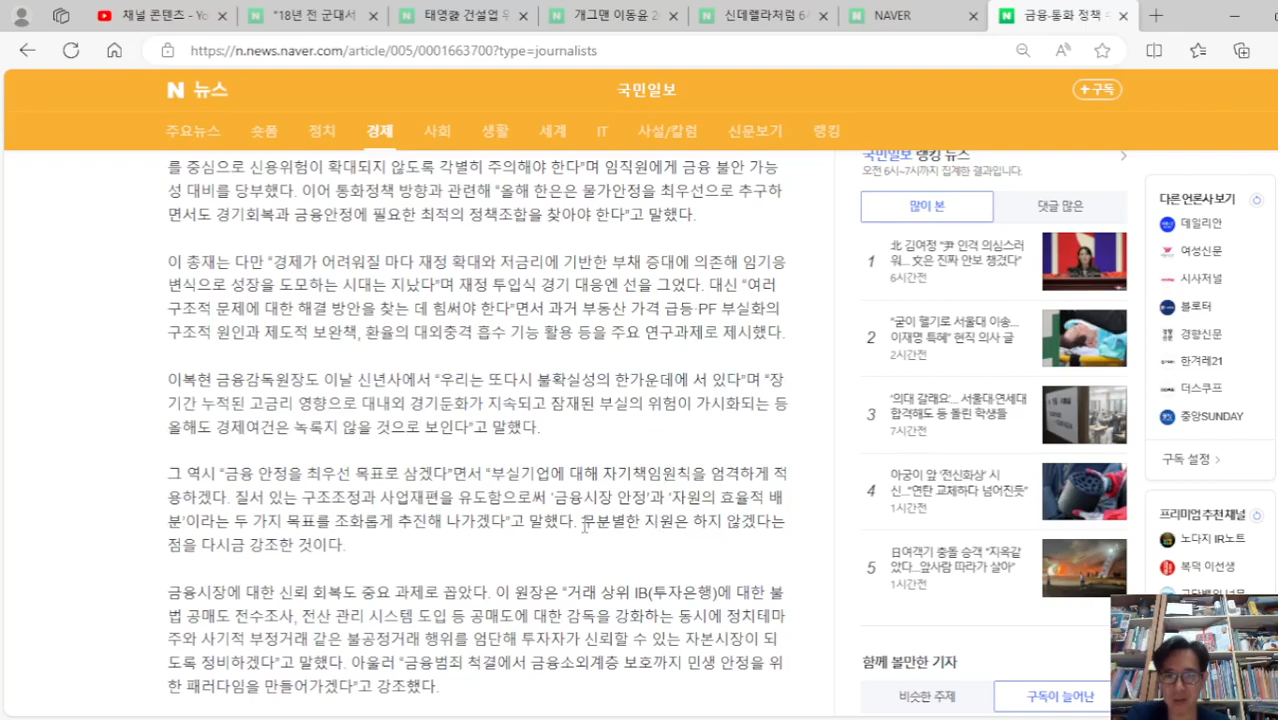 채널 콘텐츠 - Yo
"18년 전 군대서
태영發 건설업 우
개그맨 이동윤 20
신데렐라처럼 6시
NAVER
금융·통화 정책 수
https://n.news.naver.com/article/005/0001663700?type=journalists
N 뉴스
국민일보
+구독
주요뉴스 숏폼 정치 경제 사회 생활 세계 IT 사설/칼럼 신문보기 랭킹
를 중심으로 신용위험이 확대되지 않도록 각별히 주의해야 한다”며 임직원에게 금융 불안 가능
성 대비를 당부했다. 이어 통화정책 방향과 관련해 “올해 한은은 물가안정을 최우선으로 추구하
면서도 경기회복과 금융안정에 필요한 최적의 정책조합을 찾아야 한다”고 말했다.
이 총재는 다만 “경제가 어려워질 마다 재정 확대와 저금리에 기반한 부채 증대에 의존해 임기응
변식으로 성장을 도모하는 시대는 지났다”며 재정 투입식 경기 대응엔 선을 그었다. 대신 “여러
구조적 문제에 대한 해결 방안을 찾는 데 힘써야 한다”면서 과거 부동산 가격 급등·PF 부실화의
구조적 원인과 제도적 보완책, 환율의 대외충격 흡수 기능 활용 등을 주요 연구과제로 제시했다.
이복현 금융감독원장도 이날 신년사에서 “우리는 또다시 불확실성의 한가운데에 서 있다”며 “장
기간 누적된 고금리 영향으로 대내외 경기둔화가 지속되고 잠재된 부실의 위험이 가시화되는 등
올해도 경제여건은 녹록지 않을 것으로 보인다”고 말했다.
그 역시 “금융 안정을 최우선 목표로 삼겠다”면서 “부실기업에 대해 자기책임원칙을 엄격하게 적
용하겠다. 질서 있는 구조조정과 사업재편을 유도함으로써 ‘금융시장 안정’과 ‘자원의 효율적 배
분’이라는 두 가지 목표를 조화롭게 추진해 나가겠다”고 말했다. 무분별한 지원은 하지 않겠다는
점을 다시금 강조한 것이다.
금융시장에 대한 신뢰 회복도 중요 과제로 꼽았다. 이 원장은 “거래 상위 IB(투자은행)에 대한 불
법 공매도 전수조사, 전산 관리 시스템 도입 등 공매도에 대한 감독을 강화하는 동시에 정치테마
주와 사기적 부정거래 같은 불공정거래 행위를 엄단해 투자자가 신뢰할 수 있는 자본시장이 되
도록 정비하겠다”고 말했다. 아울러 “금융범죄 척결에서 금융소외계층 보호까지 민생 안정을 위
한 패러다임을 만들어가겠다”고 강조했다.
국민일보 랭킹 뉴스
오전 6시~7시까지 집계한 결과입니다.
많이 본 댓글 많은
1
北 김여정 “尹 인격 의심스러
워… 文은 진짜 안보 챙겼다”
6시간전
2
“굳이 헬기로 서울대 이송…
이재명 특혜” 현직 의사 글
2시간전
3
‘의대 갈래요’… 서울대·연세대
합격해도 등 돌린 학생들
7시간전
4
아궁이 앞 ‘전신화상’ 시
신…“연탄 교체하다 넘어진듯”
1시간전
5
日여객기 충돌 승객 “지옥같
았다…앞사람 따라가 살아”
1시간전
함께 볼만한 기자
비슷한 주제 구독이 늘어난
다른 언론사 보기
데일리안
여성신문
시사저널
블로터
경향신문
한겨레21
더스쿠프
중앙SUNDAY
구독 설정 >
프리미엄 추천 채널
노다지 IR노트
복덕 이선생